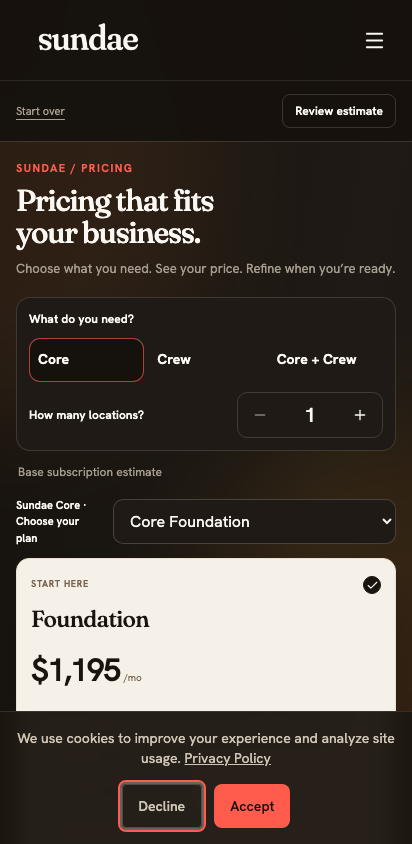 sundae
Start over
Review estimate
SUNDAE / PRICING
Pricing that fits
your business.
Choose what you need. See your price. Refine when you’re ready.
What do you need?
Core
Crew
Core + Crew
How many locations?
− 1 +
Base subscription estimate
Sundae Core ·
Choose your
plan
Core Foundation
START HERE
Foundation
$1,195 /mo
We use cookies to improve your experience and analyze site
usage. Privacy Policy
Decline
Accept